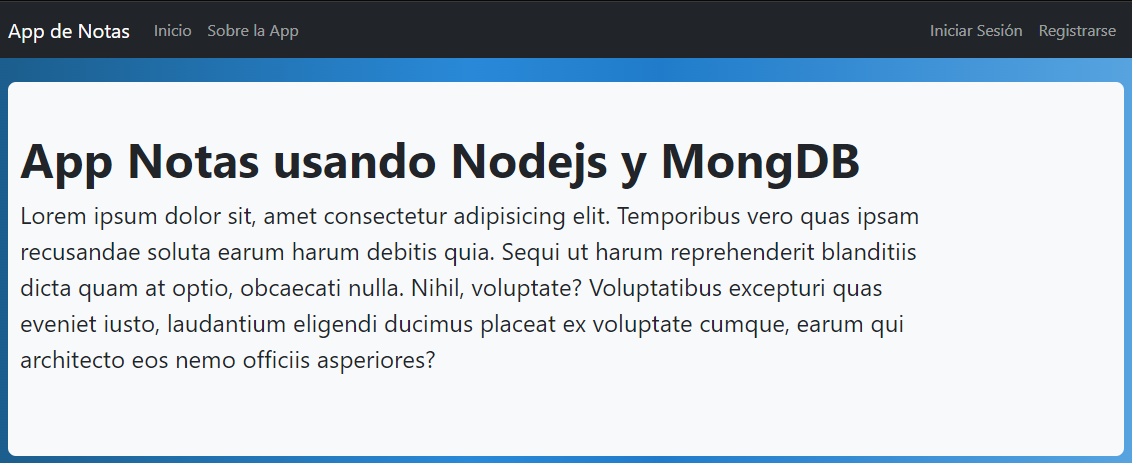 App de Notas Inicio Sobre la App Iniciar Sesión Registrarse
App Notas usando Nodejs y MongDB
Lorem ipsum dolor sit, amet consectetur adipisicing elit. Temporibus vero quas ipsam
recusandae soluta earum harum debitis quia. Sequi ut harum reprehenderit blanditiis
dicta quam at optio, obcaecati nulla. Nihil, voluptate? Voluptatibus excepturi quas
eveniet iusto, laudantium eligendi ducimus placeat ex voluptate cumque, earum qui
architecto eos nemo officiis asperiores?